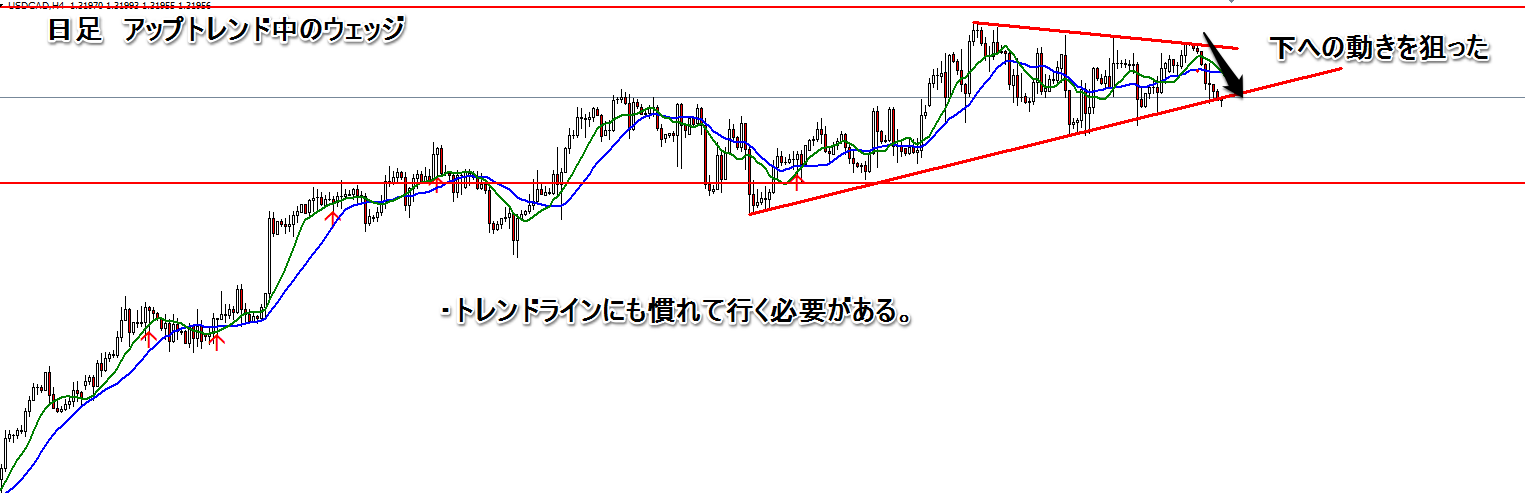 USDCAD,H4 1.31970 1.31993 1.31955 1.31956
日足　アップトレンド中のウェッジ
下への動きを狙った
・トレンドラインにも慣れて行く必要がある。